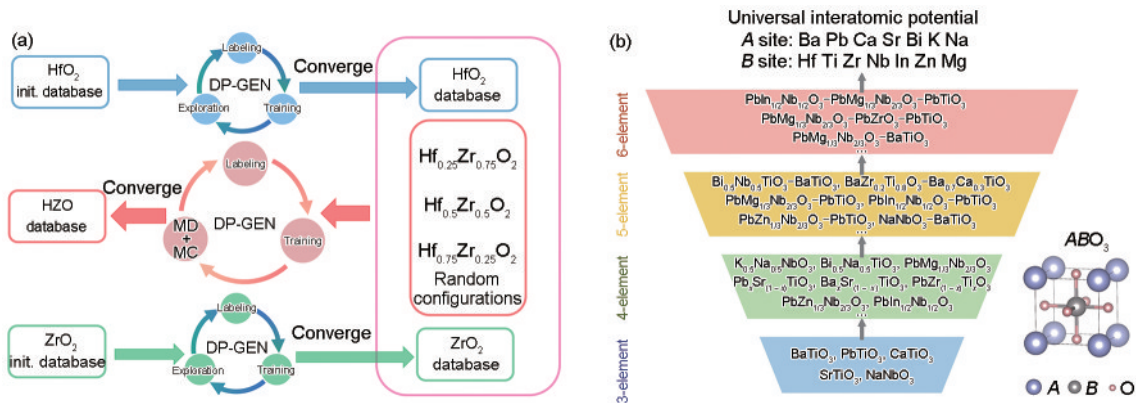 (a)
HfO2
init. database
Labeling
DP-GEN
Exploration
Training
Converge
HfO2
database
HZO
database
Converge
Labeling
MD
+
MC
DP-GEN
Training
Hf0.25Zr0.75O2
Hf0.5Zr0.5O2
Hf0.75Zr0.25O2
Random
configurations
ZrO2
init. database
Labeling
DP-GEN
Exploration
Training
Converge
ZrO2
database
(b)
Universal interatomic potential
A site: Ba Pb Ca Sr Bi K Na
B site: Hf Ti Zr Nb In Zn Mg
6-element
PbIn1/2Nb1/2O3−PbMg1/3Nb2/3O3−PbTiO3
PbMg1/3Nb2/3O3−PbZrO3−PbTiO3
PbMg1/3Nb2/3O3−BaTiO3
...
5-element
Bi0.5Nb0.5TiO3−BaTiO3, BaZr0.2Ti0.8O3−Ba0.7Ca0.3TiO3
PbMg1/3Nb2/3O3−PbTiO3, PbIn1/2Nb1/2O3−PbTiO3
PbZn1/3Nb2/3O3−PbTiO3, NaNbO3−BaTiO3
...
4-element
K0.5Na0.5NbO3, Bi0.5Na0.5TiO3, PbMg1/3Nb2/3O3
PbxSr(1−x)TiO3, BaxSr(1−x)TiO3, PbZr(1−x)TixO3
PbZn1/3Nb2/3O3, PbIn1/2Nb1/2O3
...
3-element
BaTiO3, PbTiO3, CaTiO3
SrTiO3, NaNbO3
ABO3
A B O